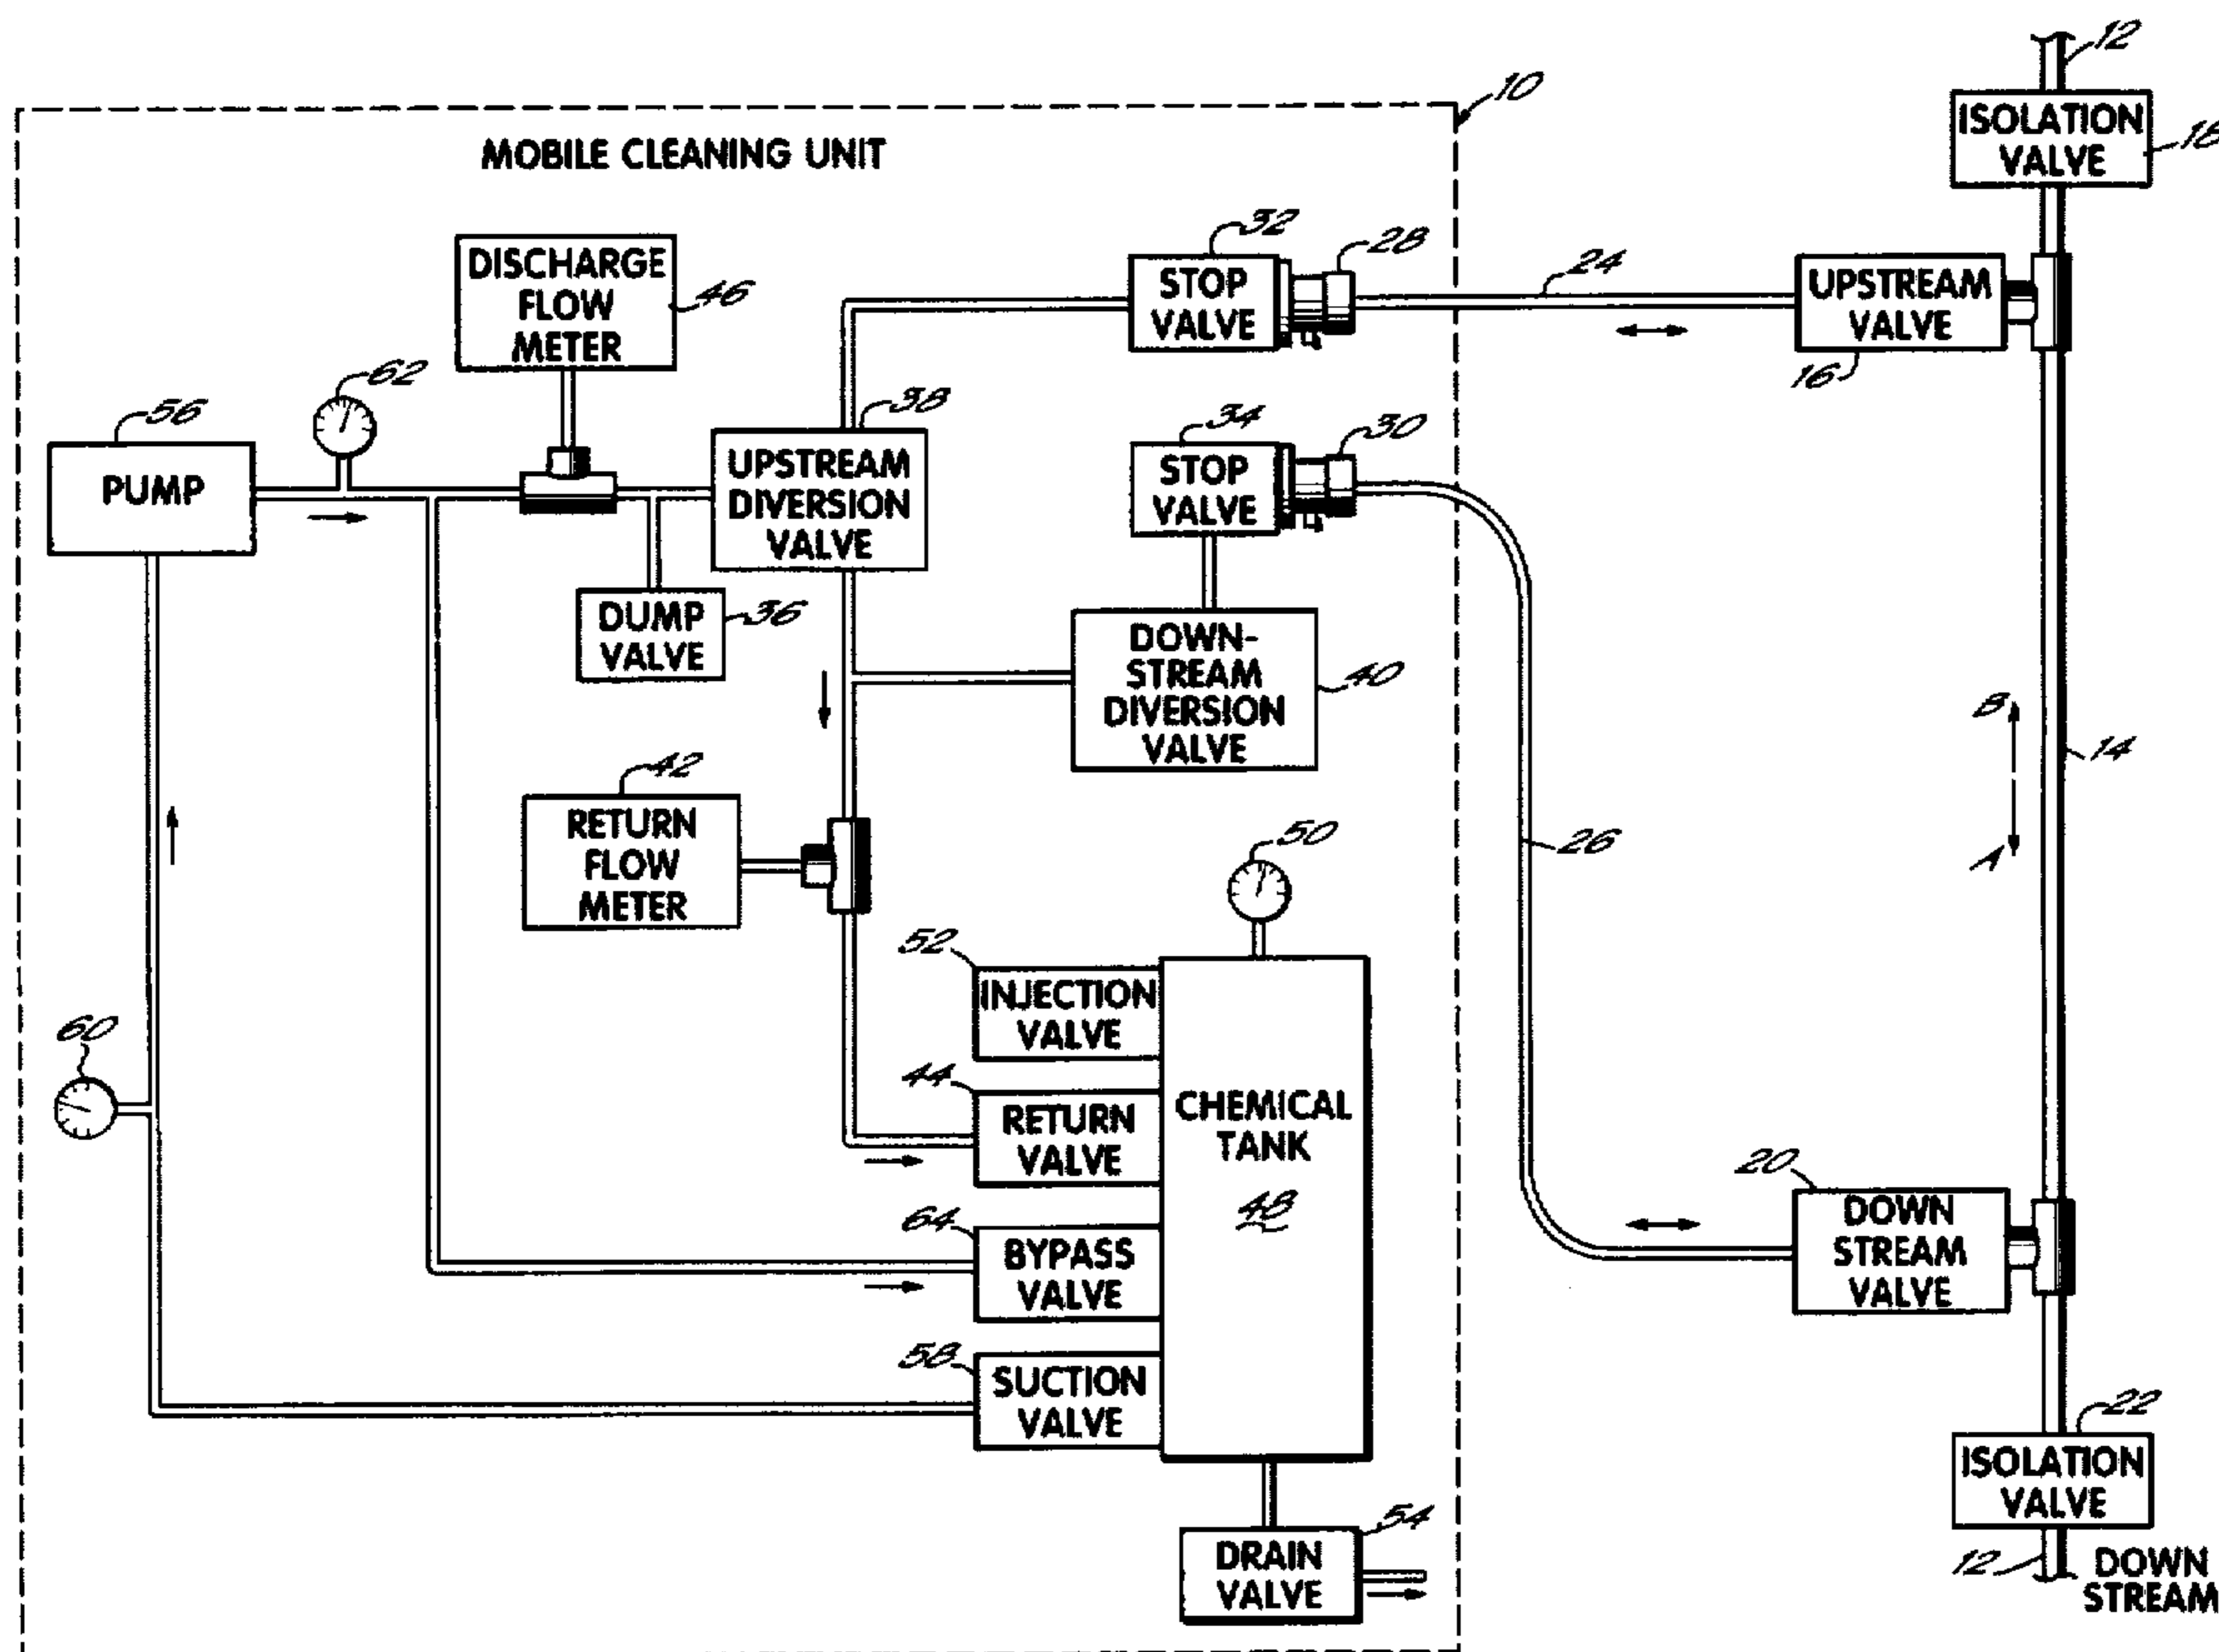 12
10
ISOLATION
VALVE
18
MOBILE CLEANING UNIT
DISCHARGE
FLOW
METER
46
32
STOP
VALVE
28
24
UPSTREAM
VALVE
16
62
56
PUMP
38
UPSTREAM
DIVERSION
VALVE
34
STOP
VALVE
30
DUMP
VALVE
36
DOWN-
STREAM
DIVERSION
VALVE
40
B
14
A
42
RETURN
FLOW
METER
50
26
52
INJECTION
VALVE
60
44
RETURN
VALVE
CHEMICAL
TANK
48
20
DOWN
STREAM
VALVE
64
BYPASS
VALVE
58
SUCTION
VALVE
22
ISOLATION
VALVE
54
DRAIN
VALVE
12
DOWN
STREAM